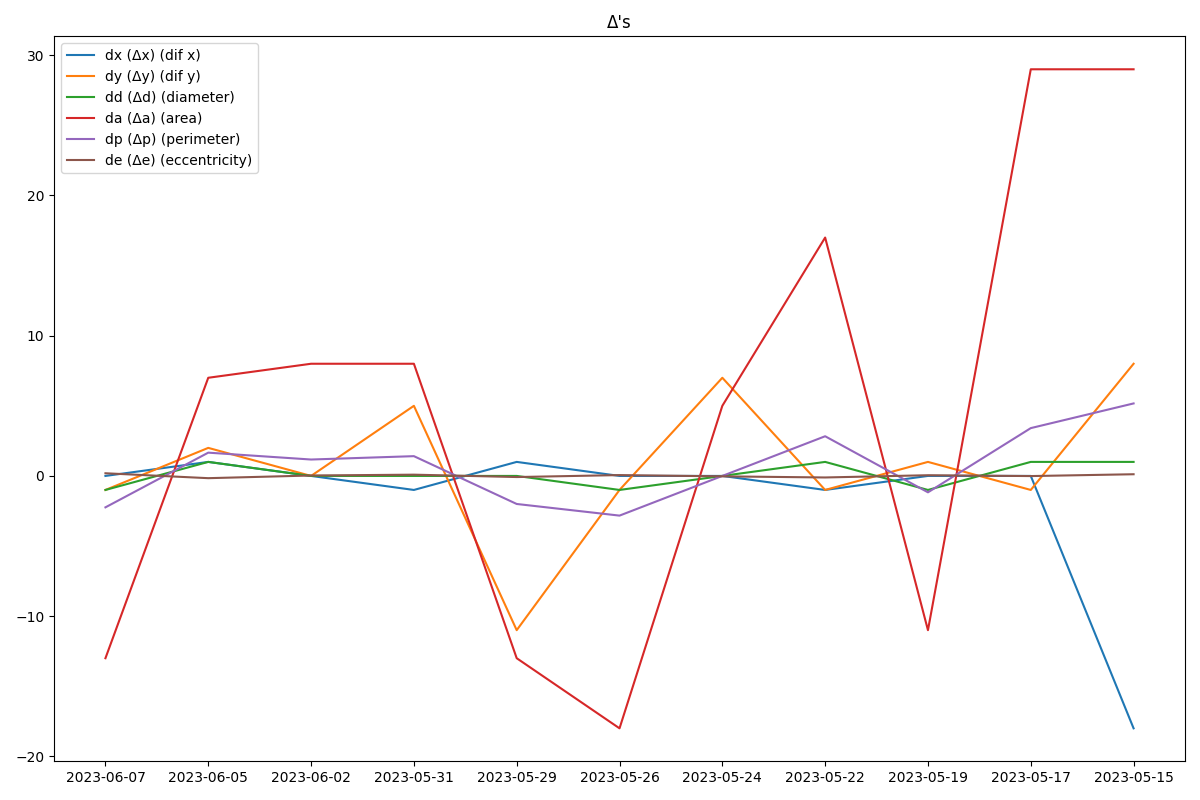 Δ's
dx (Δx) (dif x)
dy (Δy) (dif y)
dd (Δd) (diameter)
da (Δa) (area)
dp (Δp) (perimeter)
de (Δe) (eccentricity)
30
20
10
0
−10
−20
2023-06-07 2023-06-05 2023-06-02 2023-05-31 2023-05-29 2023-05-26 2023-05-24 2023-05-22 2023-05-19 2023-05-17 2023-05-15